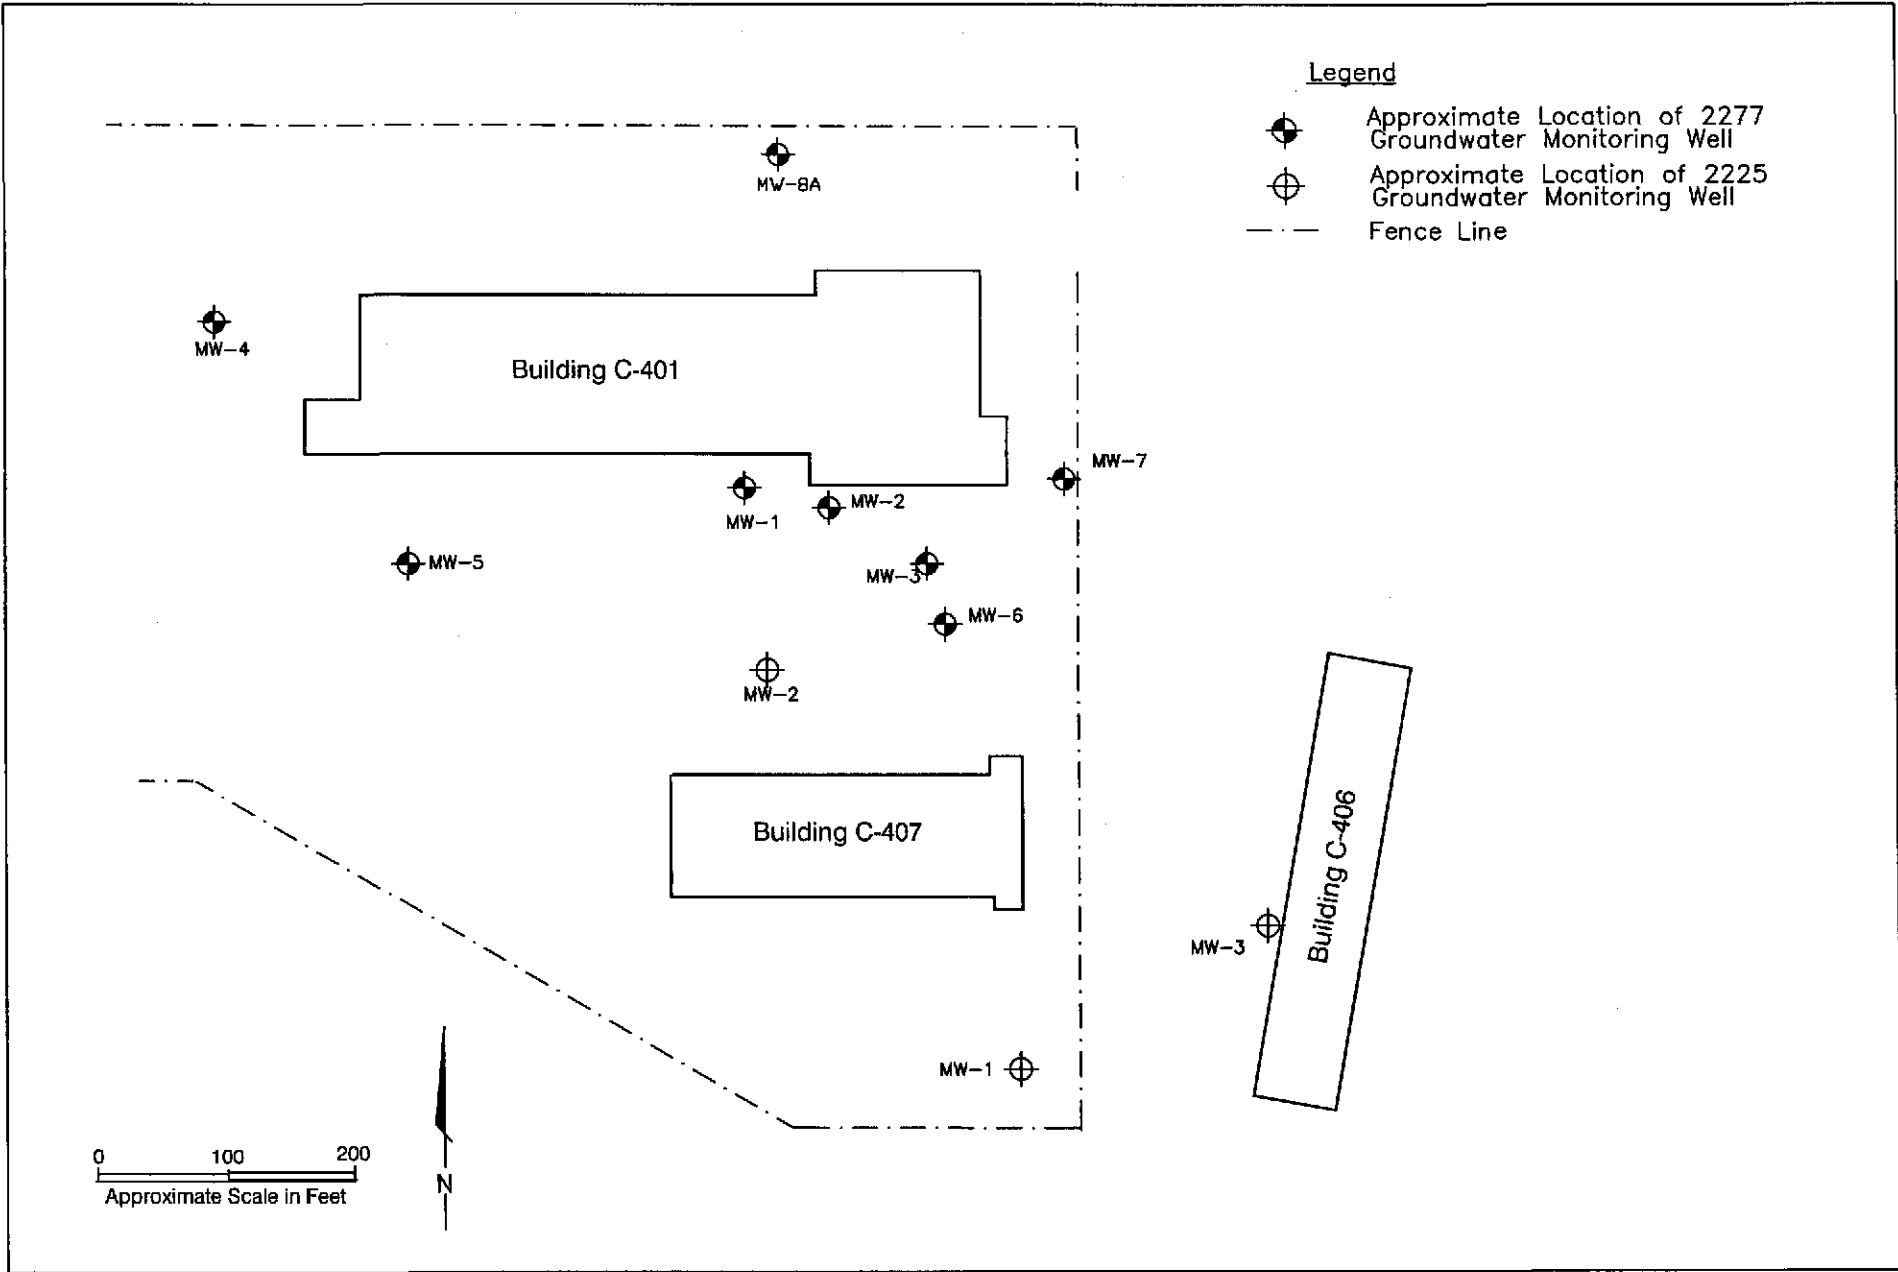 Legend
Approximate Location of 2277
Groundwater Monitoring Well
Approximate Location of 2225
Groundwater Monitoring Well
Fence Line
MW-8A
MW-4
Building C-401
MW-7
MW-1
MW-2
MW-5
MW-3
MW-6
MW-2
Building C-407
Building C-406
MW-3
MW-1
0 100 200
Approximate Scale in Feet
N